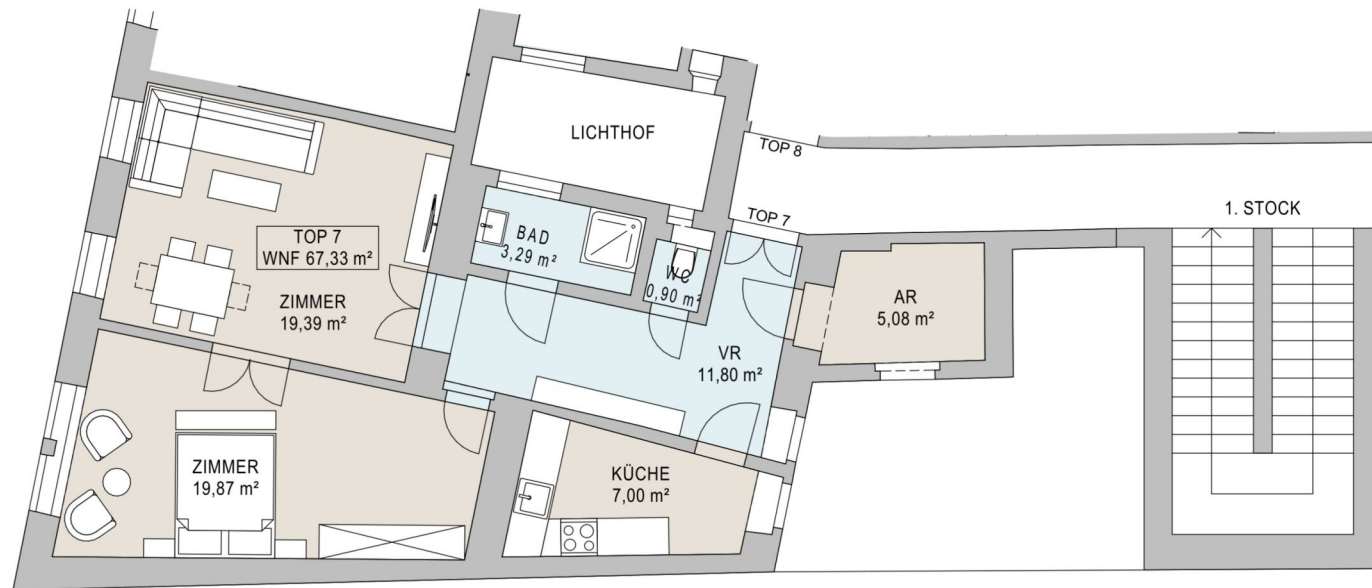 LICHTHOF
TOP 8
TOP 7
1. STOCK
TOP 7
WNF 67,33 m²
ZIMMER
19,39 m²
BAD
3,29 m²
WC
0,90 m²
AR
5,08 m²
VR
11,80 m²
ZIMMER
19,87 m²
KÜCHE
7,00 m²